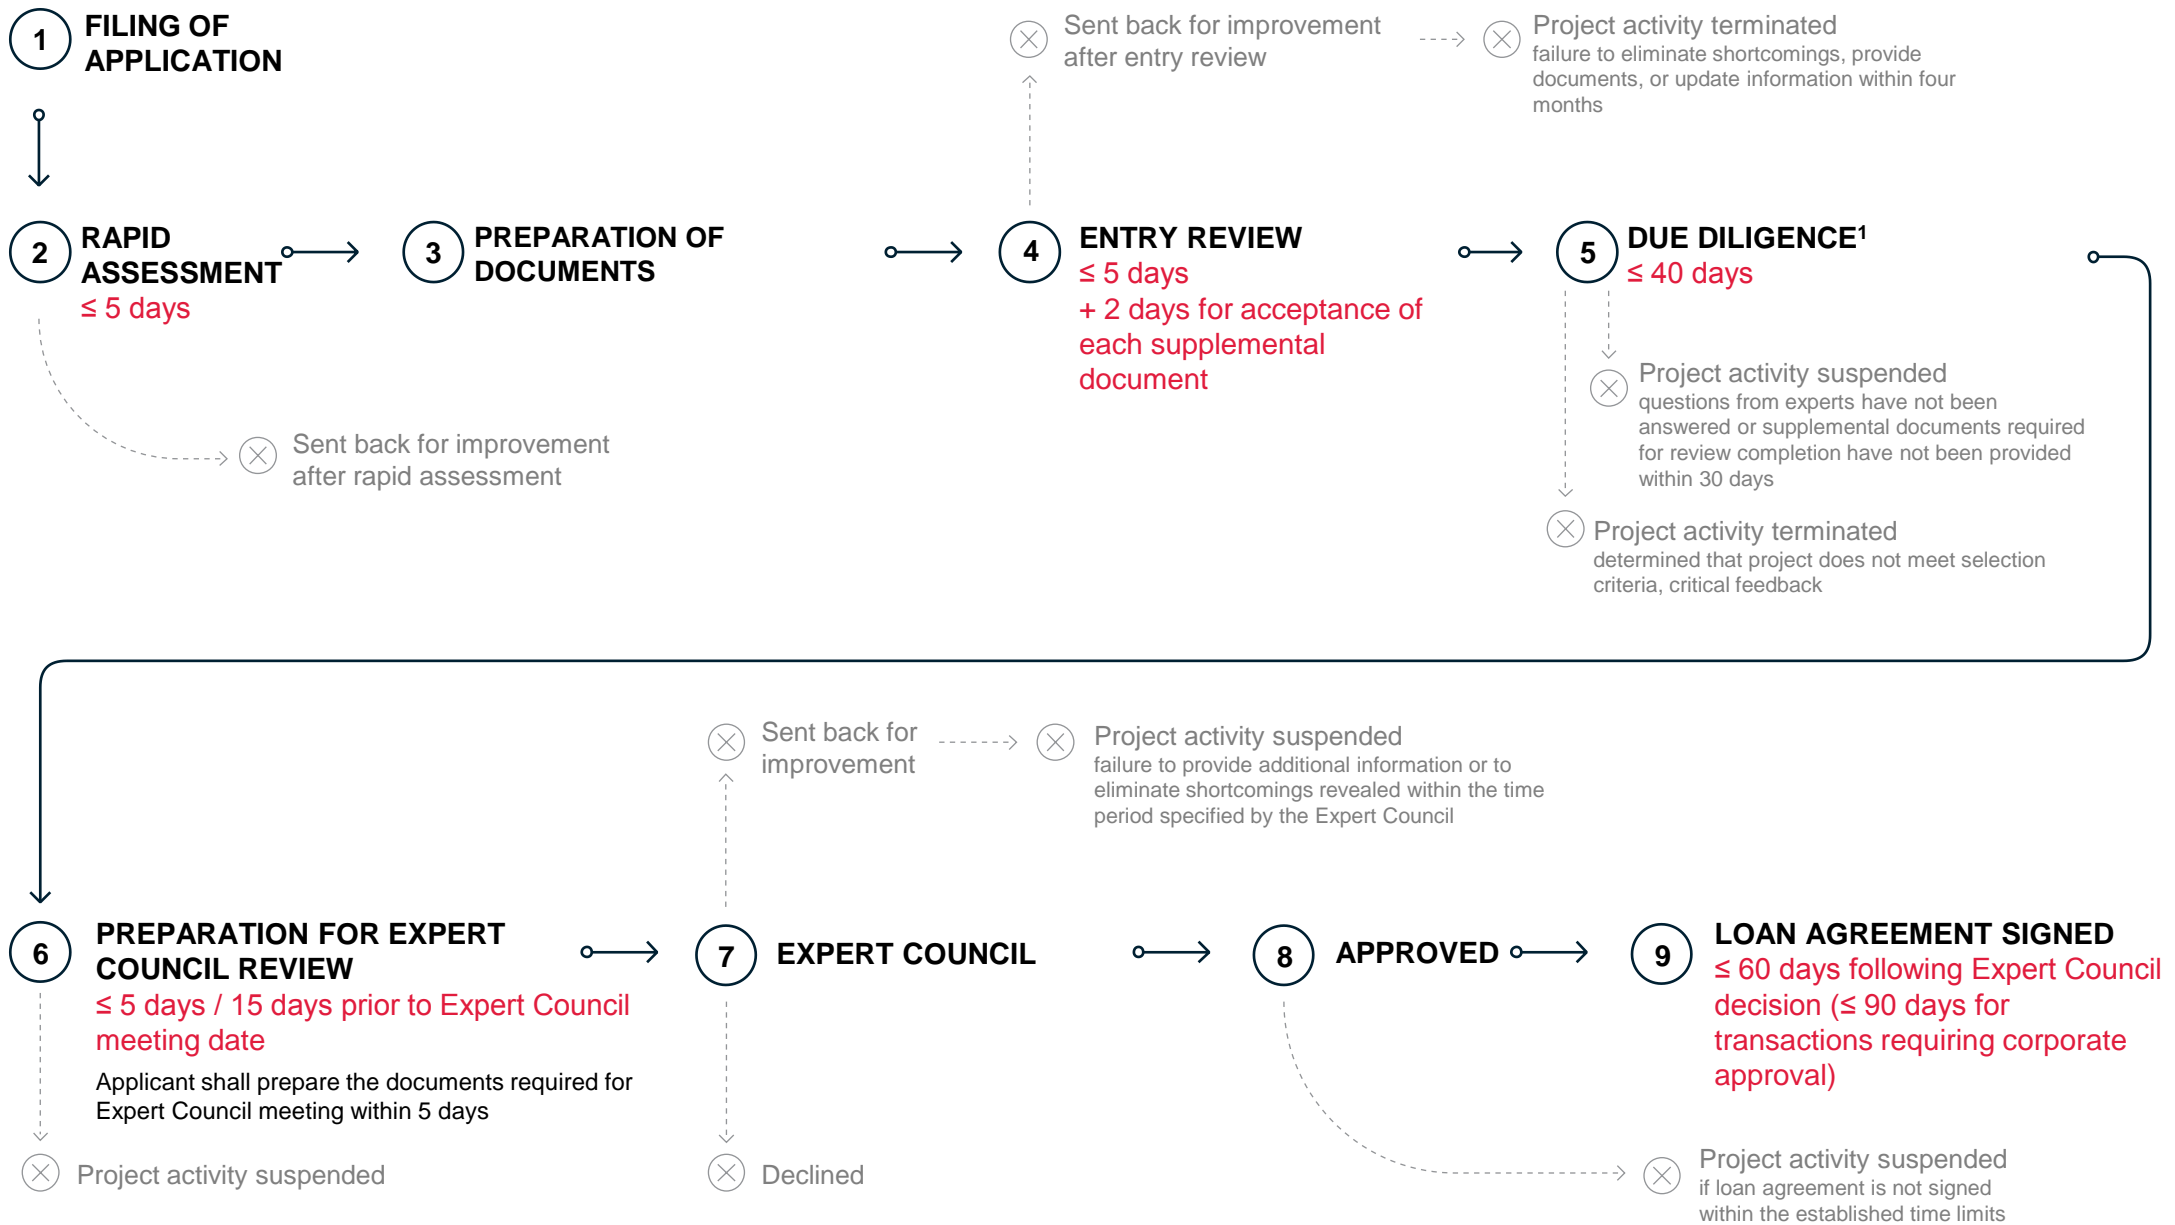 1
FILING OF
APPLICATION
Sent back for improvement
after entry review
Project activity terminated
failure to eliminate shortcomings, provide
documents, or update information within four
months
2
RAPID
ASSESSMENT
≤ 5 days
3
PREPARATION OF
DOCUMENTS
4
ENTRY REVIEW
≤ 5 days
+ 2 days for acceptance of
each supplemental
document
5
DUE DILIGENCE¹
≤ 40 days
Sent back for improvement
after rapid assessment
Project activity suspended
questions from experts have not been
answered or supplemental documents required
for review completion have not been provided
within 30 days
Project activity terminated
determined that project does not meet selection
criteria, critical feedback
Sent back for
improvement
Project activity suspended
failure to provide additional information or to
eliminate shortcomings revealed within the time
period specified by the Expert Council
6
PREPARATION FOR EXPERT
COUNCIL REVIEW
≤ 5 days / 15 days prior to Expert Council
meeting date
Applicant shall prepare the documents required for
Expert Council meeting within 5 days
7
EXPERT COUNCIL
8
APPROVED
9
LOAN AGREEMENT SIGNED
≤ 60 days following Expert Council
decision (≤ 90 days for
transactions requiring corporate
approval)
Project activity suspended
Declined
Project activity suspended
if loan agreement is not signed
within the established time limits